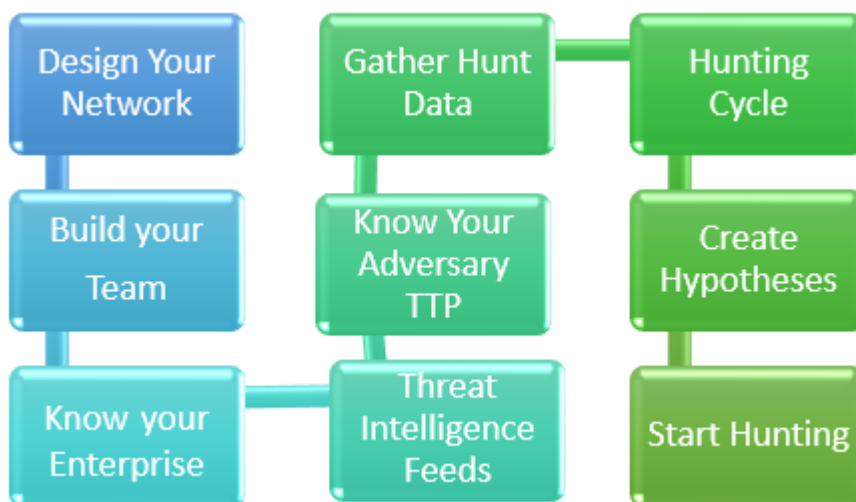 Design Your
Network
Build your
Team
Know your
Enterprise
Threat
Intelligence
Feeds
Know Your
Adversary
TTP
Gather Hunt
Data
Hunting
Cycle
Create
Hypotheses
Start Hunting